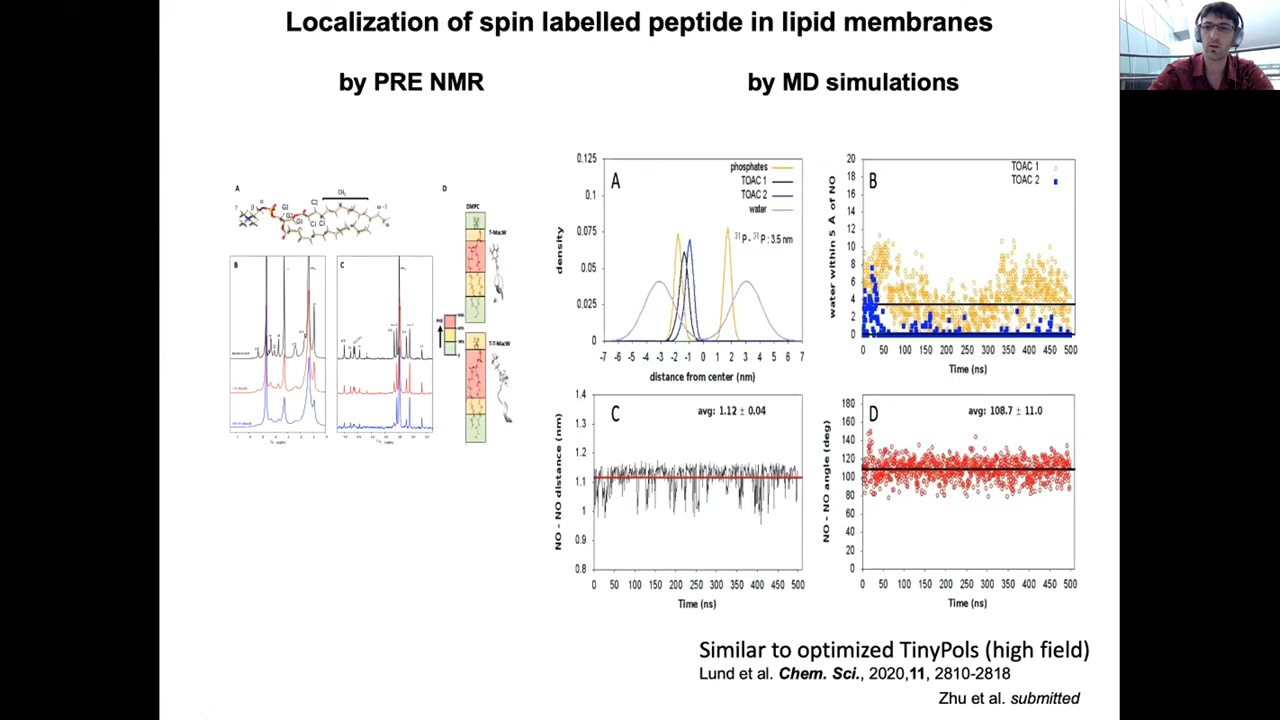 Localization of spin labelled peptide in lipid membranes
by PRE NMR
by MD simulations
A
CH2
D
DMPC
T-MacW
T-T-MacW
B
C
A
phosphates
TOAC 1
TOAC 2
water
31P - 31P : 3.5 nm
density
0.125
0.1
0.075
0.05
0.025
0
-7 -6 -5 -4 -3 -2 -1 0 1 2 3 4 5 6 7
distance from center (nm)
B
TOAC 1
TOAC 2
water within 5 Å of NO
20
18
16
14
12
10
8
6
4
2
0
0 50 100 150 200 250 300 350 400 450 500
Time (ns)
C
avg: 1.12 ± 0.04
NO - NO distance (nm)
1.4
1.3
1.2
1.1
1
0.9
0.8
0 50 100 150 200 250 300 350 400 450 500
Time (ns)
D
avg: 108.7 ± 11.0
NO - NO angle (deg)
180
160
140
120
100
80
60
40
20
0
0 50 100 150 200 250 300 350 400 450 500
Time (ns)
Similar to optimized TinyPols (high field)
Lund et al. Chem. Sci., 2020,11, 2810-2818
Zhu et al. submitted